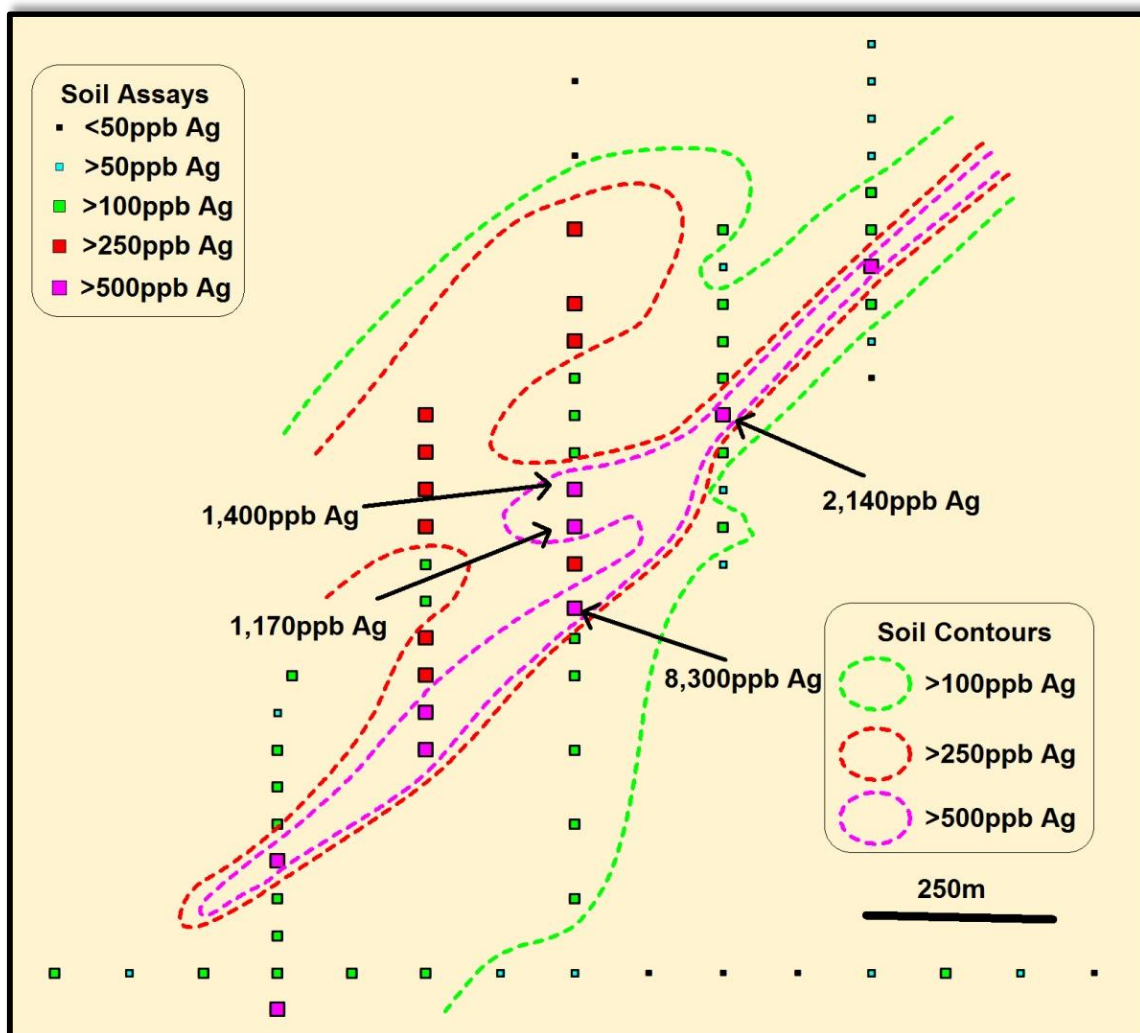 Soil Assays
<50ppb Ag
>50ppb Ag
>100ppb Ag
>250ppb Ag
>500ppb Ag
1,400ppb Ag
2,140ppb Ag
1,170ppb Ag
8,300ppb Ag
Soil Contours
>100ppb Ag
>250ppb Ag
>500ppb Ag
250m